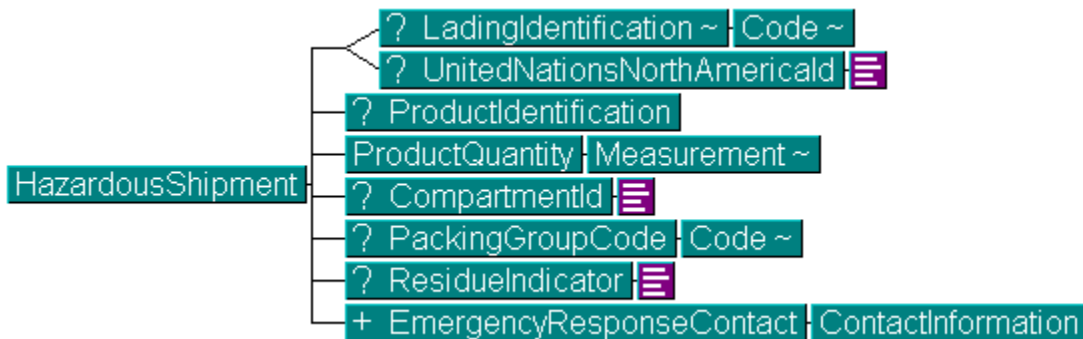 ? LadingIdentification ~ Code ~
? UnitedNationsNorthAmericaId
? ProductIdentification
ProductQuantity Measurement ~
HazardousShipment
? CompartmentId
? PackingGroupCode Code ~
? ResidueIndicator
+ EmergencyResponseContact ContactInformation